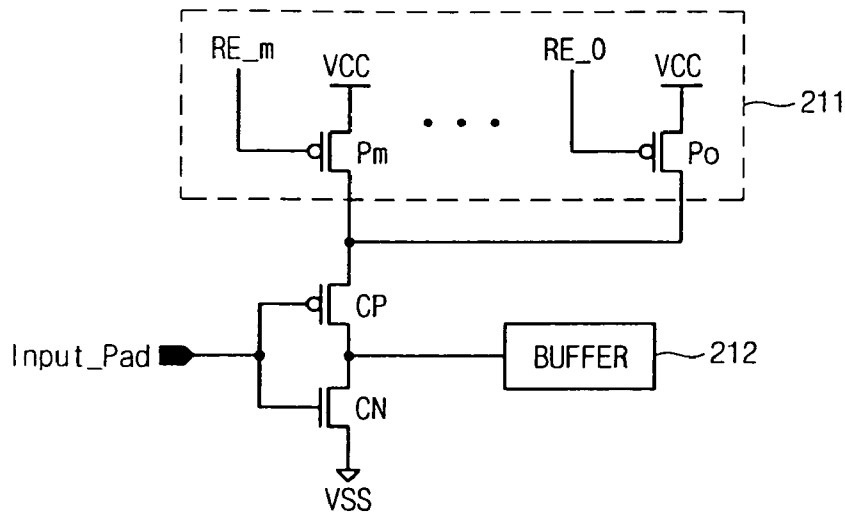 RE_m
VCC
RE_0
VCC
211
Pm
Po
CP
Input_Pad
BUFFER
212
CN
VSS